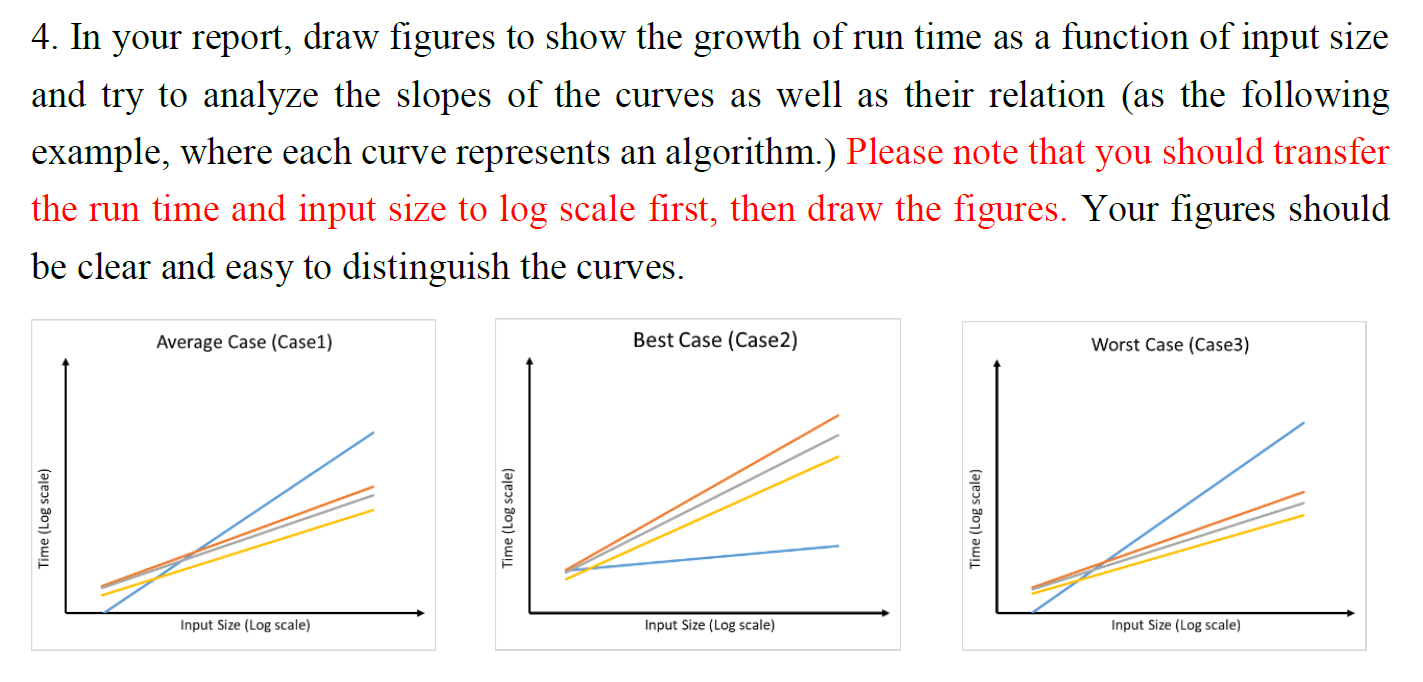 4. In your report, draw figures to show the growth of run time as a function of input size
and try to analyze the slopes of the curves as well as their relation (as the following
example, where each curve represents an algorithm.) Please note that you should transfer
the run time and input size to log scale first, then draw the figures. Your figures should
be clear and easy to distinguish the curves.
Average Case (Case1)
Time (Log scale)
Input Size (Log scale)
Best Case (Case2)
Time (Log scale)
Input Size (Log scale)
Worst Case (Case3)
Time (Log scale)
Input Size (Log scale)